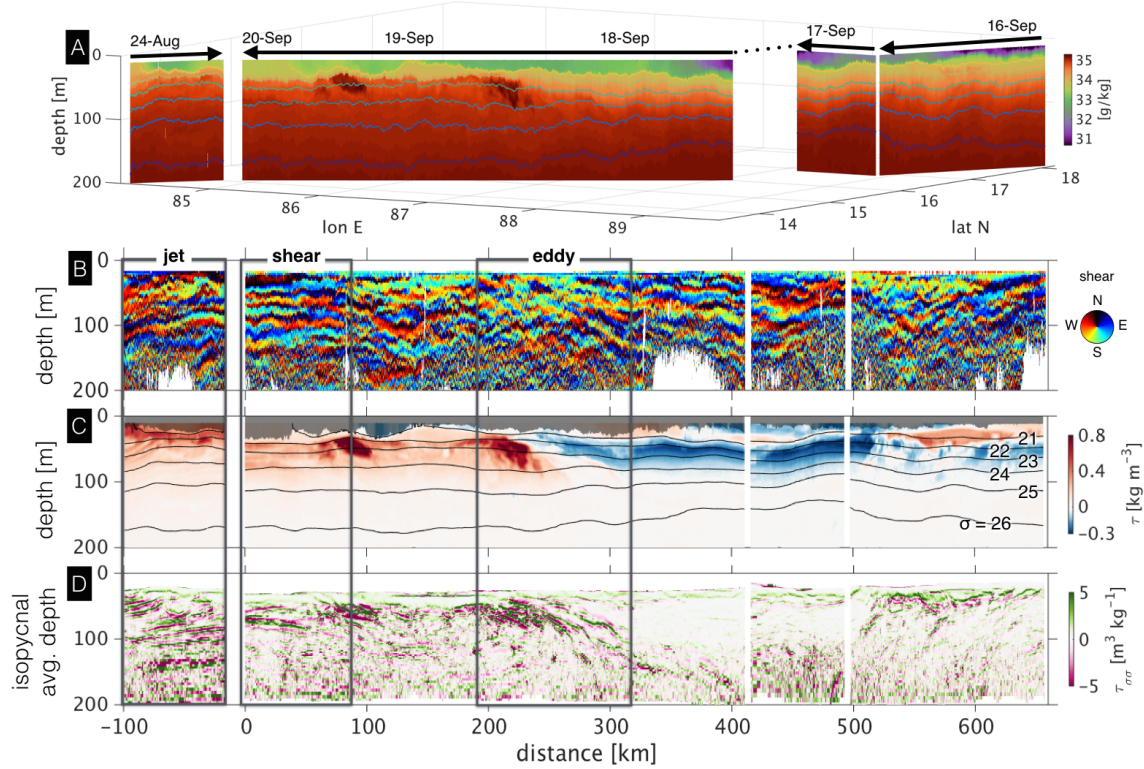 A
24-Aug
20-Sep
19-Sep
18-Sep
17-Sep
16-Sep
0
100
200
depth [m]
85
86
87
88
89
lon E
14
15
16
17
18
lat N
35
34
33
32
31
[g/kg]
B
jet
shear
eddy
0
100
200
depth [m]
shear
N
W
E
S
C
0
100
200
depth [m]
21
22
23
24
25
σ = 26
0.8
0.4
0
−0.3
τ [kg m⁻³]
D
0
100
200
isopycnal
avg. depth
5
0
−5
τσσ [m³ kg⁻¹]
−100
0
100
200
300
400
500
600
distance [km]